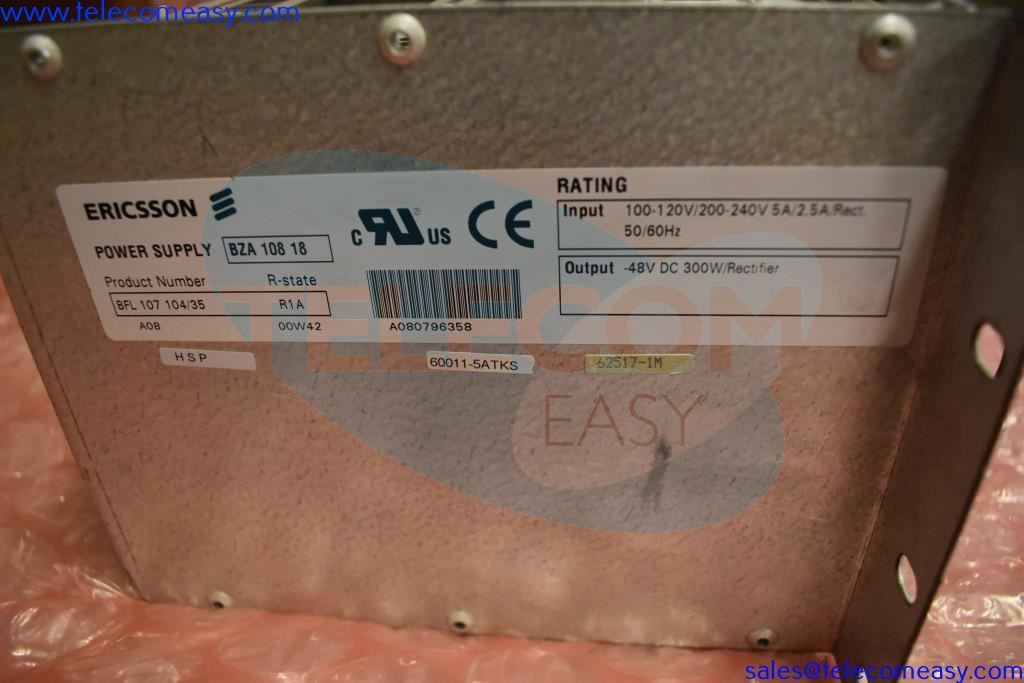 www.telecomeasy.com
ERICSSON
POWER SUPPLY BZA 108 18
Product Number R-state
BFL 107 104/35 R1A
A08 00W42
c RU ® US CE
A080796358
RATING
Input 100-120V/200-240V 5A/2.5A/Rect.
50/60Hz
Output -48V DC 300W/Rectifier
HSP
60011-5ATKS
62517-1M
TELECOM
EASY
sales@telecomeasy.com